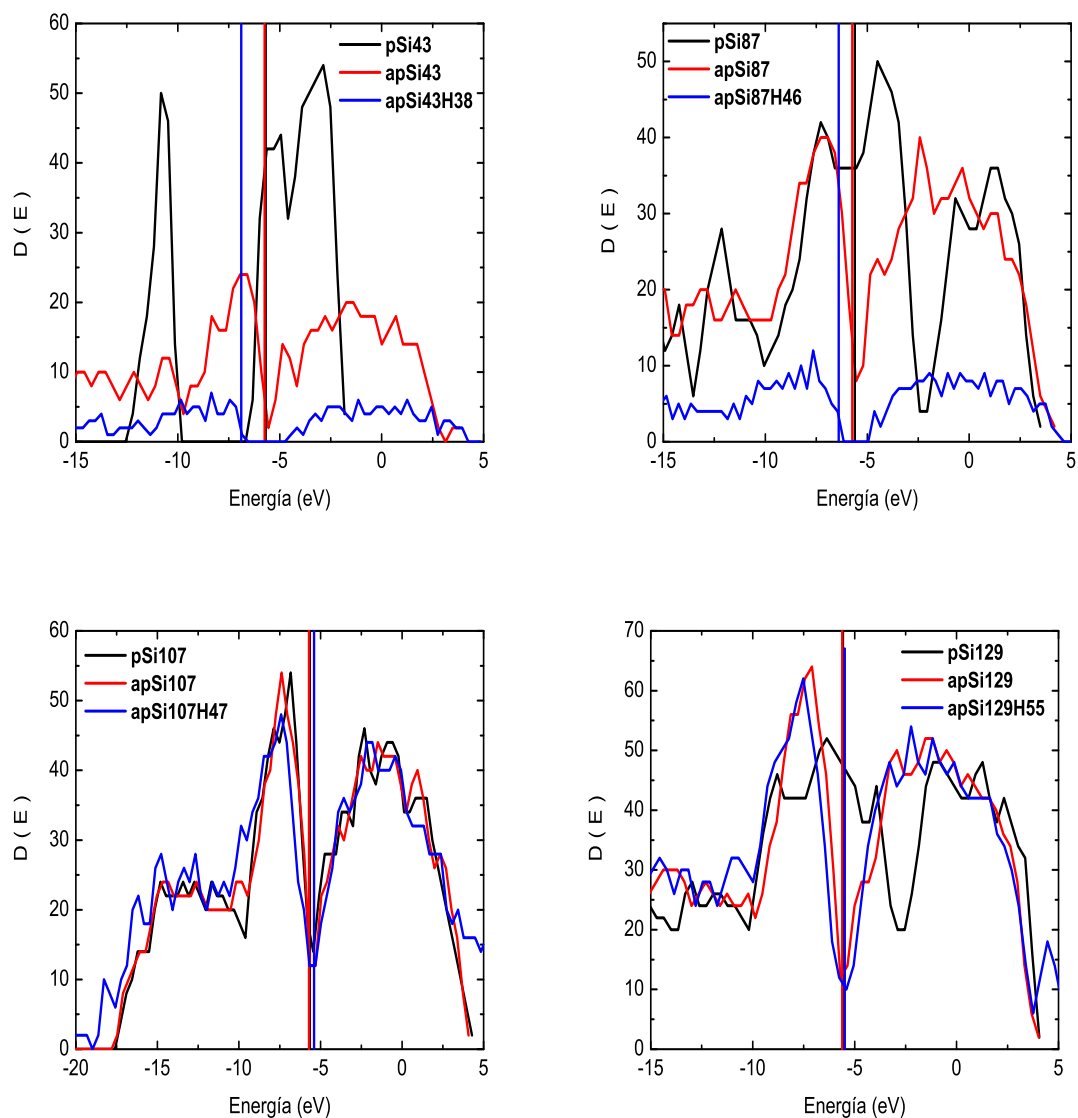 60
50
40
30
20
10
0
D ( E )
pSi43
apSi43
apSi43H38
-15 -10 -5 0 5
Energía (eV)
50
40
30
20
10
0
D ( E )
pSi87
apSi87
apSi87H46
-15 -10 -5 0 5
Energía (eV)
60
50
40
30
20
10
0
D ( E )
pSi107
apSi107
apSi107H47
-20 -15 -10 -5 0 5
Energía (eV)
70
60
50
40
30
20
10
0
D ( E )
pSi129
apSi129
apSi129H55
-15 -10 -5 0 5
Energía (eV)